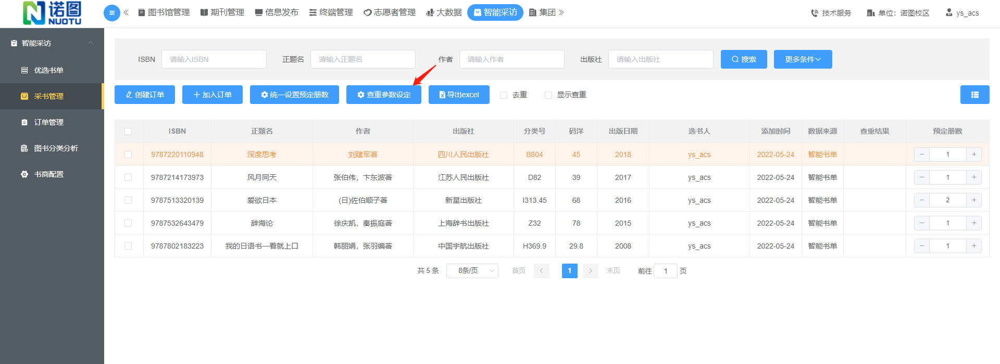 诺图
NUOTU
图书馆管理 期刊管理 信息发布 终端管理 志愿者管理 大数据 智能采访 集团
技术服务 单位：诺图校区 ys_acs
智能采访
优选书单
采书管理
订单管理
图书分类分析
书商配置
ISBN 请输入ISBN 正题名 请输入正题名 作者 请输入作者 出版社 请输入出版社 搜索 更多条件
创建订单 加入订单 统一设置预定册数 查重参数设定 导出excel 去重 显示查重
ISBN 正题名 作者 出版社 分类号 码洋 出版日期 选书人 添加时间 数据来源 查重结果 预定册数
9787220110948 深度思考 刘建军著 四川人民出版社 B804 45 2018 ys_acs 2022-05-24 智能书单 − 1 +
9787214173973 风月同天 张伯伟，卞东波著 江苏人民出版社 D82 39 2017 ys_acs 2022-05-24 智能书单 − 1 +
9787513320139 爱欲日本 (日)佐伯顺子著 新星出版社 I313.45 68 2016 ys_acs 2022-05-24 智能书单 − 2 +
9787532643479 辞海论 徐庆凯，秦振庭著 上海辞书出版社 Z32 78 2015 ys_acs 2022-05-24 智能书单 − 1 +
9787802183223 我的日语书一看就上口 韩丽娟，张羽编著 中国宇航出版社 H369.9 29.8 2008 ys_acs 2022-05-24 智能书单 − 1 +
共 5 条 8条/页 首页 1 末页 前往 1 页